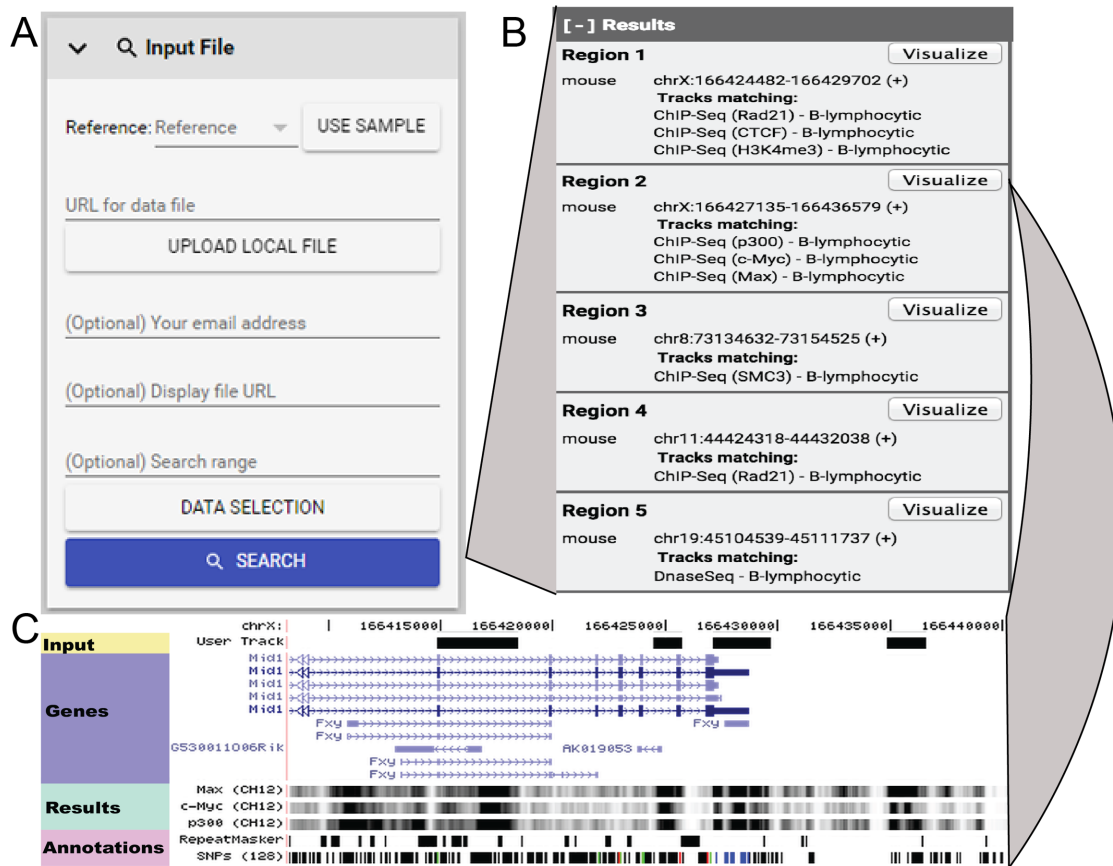 A
Input File
Reference: Reference
USE SAMPLE
URL for data file
UPLOAD LOCAL FILE
(Optional) Your email address
(Optional) Display file URL
(Optional) Search range
DATA SELECTION
SEARCH
B
[-] Results
Region 1
Visualize
mouse chrX:166424482-166429702 (+)
Tracks matching:
ChIP-Seq (Rad21) - B-lymphocytic
ChIP-Seq (CTCF) - B-lymphocytic
ChIP-Seq (H3K4me3) - B-lymphocytic
Region 2
Visualize
mouse chrX:166427135-166436579 (+)
Tracks matching:
ChIP-Seq (p300) - B-lymphocytic
ChIP-Seq (c-Myc) - B-lymphocytic
ChIP-Seq (Max) - B-lymphocytic
Region 3
Visualize
mouse chr8:73134632-73154525 (+)
Tracks matching:
ChIP-Seq (SMC3) - B-lymphocytic
Region 4
Visualize
mouse chr11:44424318-44432038 (+)
Tracks matching:
ChIP-Seq (Rad21) - B-lymphocytic
Region 5
Visualize
mouse chr19:45104539-45111737 (+)
Tracks matching:
DnaseSeq - B-lymphocytic
C
chrX: 166415000 166420000 166425000 166430000 166435000 166440000
Input
User Track
Genes
Mid1
Mid1
Mid1
Mid1
Mid1
Fxy Fxy
Fxy
G530011O06Rik AK019053
Fxy
Fxy
Results
Max (CH12)
c-Myc (CH12)
p300 (CH12)
Annotations
RepeatMasker
SNPs (128)